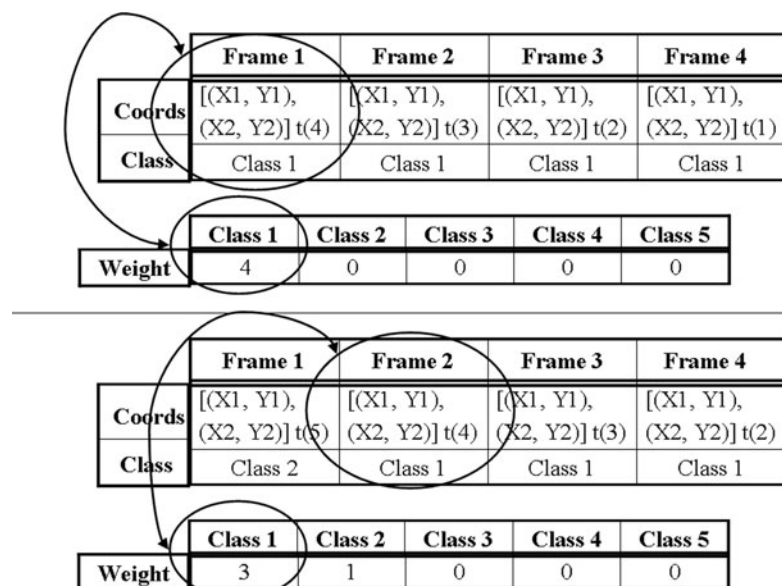 Frame 1 Frame 2 Frame 3 Frame 4
Coords [(X1, Y1), [(X1, Y1), [(X1, Y1), [(X1, Y1),
(X2, Y2)] t(4) (X2, Y2)] t(3) (X2, Y2)] t(2) (X2, Y2)] t(1)
Class Class 1 Class 1 Class 1 Class 1
Class 1 Class 2 Class 3 Class 4 Class 5
Weight 4 0 0 0 0
Frame 1 Frame 2 Frame 3 Frame 4
Coords [(X1, Y1), [(X1, Y1), [(X1, Y1), [(X1, Y1),
(X2, Y2)] t(5) (X2, Y2)] t(4) (X2, Y2)] t(3) (X2, Y2)] t(2)
Class Class 2 Class 1 Class 1 Class 1
Class 1 Class 2 Class 3 Class 4 Class 5
Weight 3 1 0 0 0